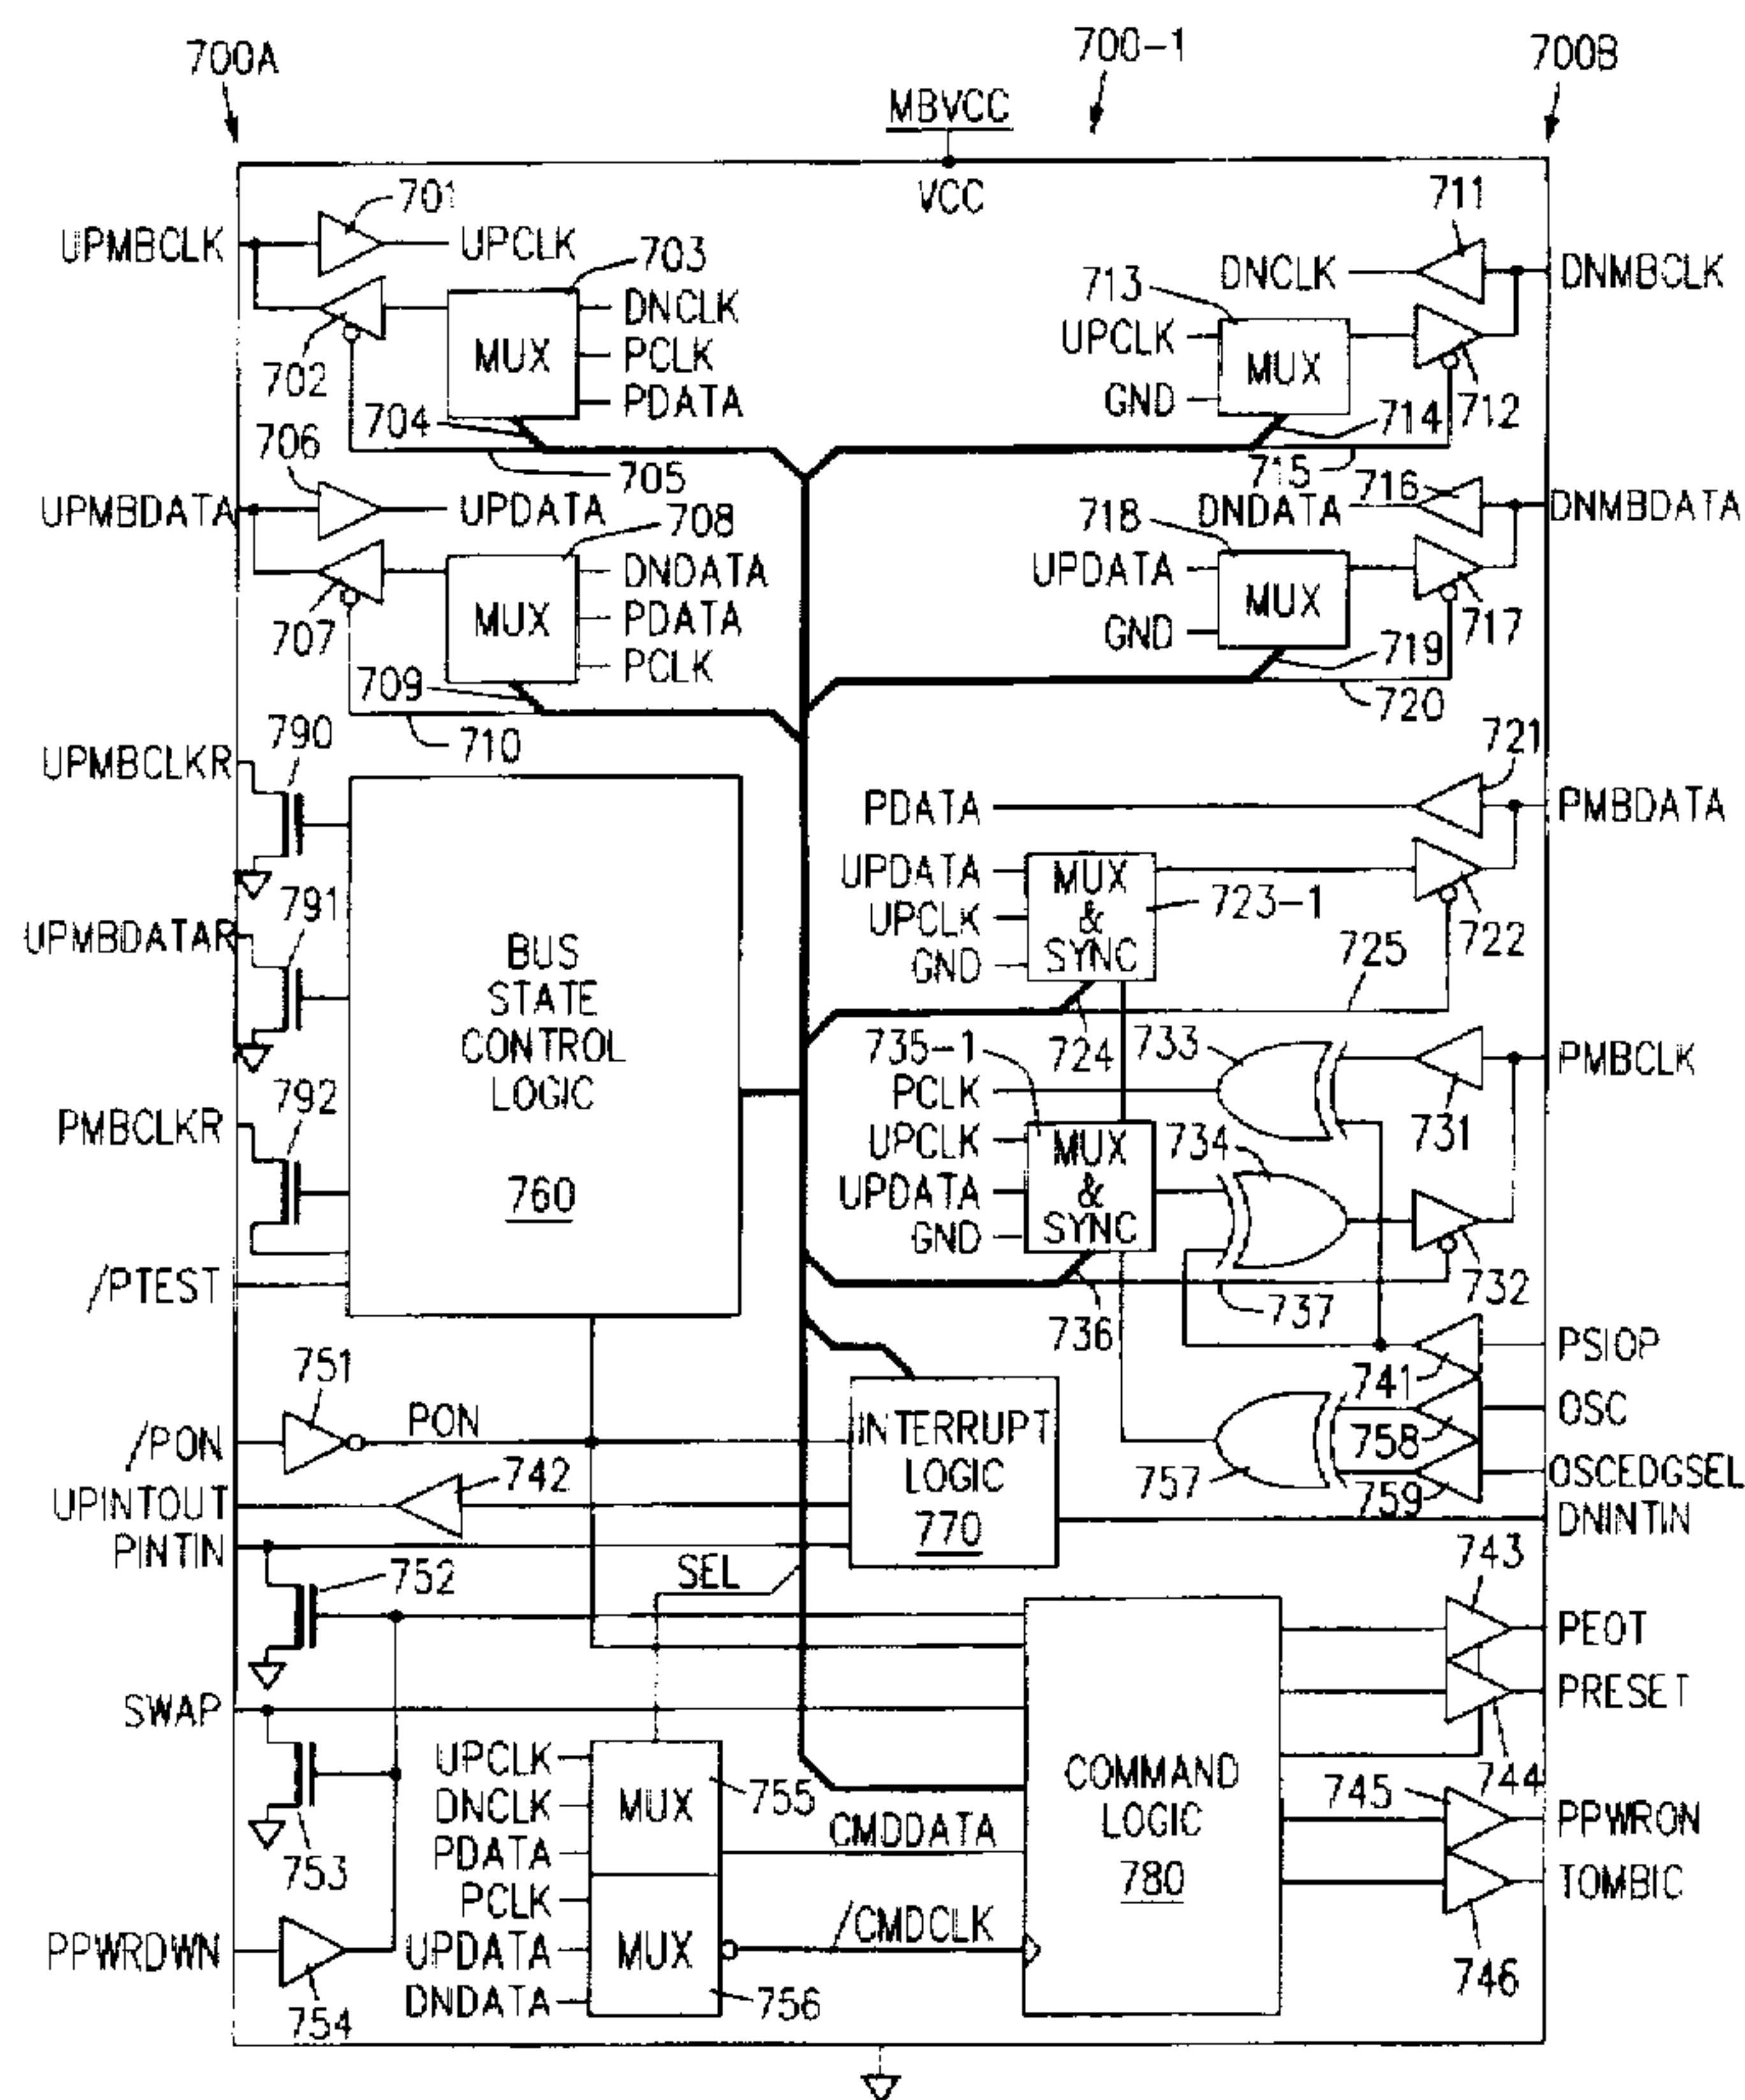 700A
700-1
700B
MBVCC
VCC
701
711
UPMBCLK
UPCLK
703
DNCLK
DNMBCLK
713
DNCLK
UPCLK
MUX
PCLK
MUX
702
PDATA
GND
712
704
714
706
705
715
716
UPMBDATA
UPDATA
708
718
DNDATA
DNMBDATA
DNDATA
UPDATA
MUX
PDATA
MUX
707
PCLK
GND
717
709
719
790
710
720
721
UPMBCLKR
PDATA
PMBDATA
UPDATA
MUX
&
SYNC
791
UPCLK
723-1
722
UPMBDATAR
BUS
STATE
CONTROL
LOGIC
760
GND
725
735-1
724
733
792
PCLK
PMBCLK
731
PMBCLKR
UPCLK
MUX
&
SYNC
734
UPDATA
GND
/PTEST
737
732
736
PSIOP
751
741
PON
INTERRUPT
LOGIC
770
OSC
/PON
758
742
757
OSCEDGSEL
759
UPINTOUT
DNINTIN
PINTIN
743
752
SEL
PEOT
SWAP
PRESET
UPCLK
MUX
755
COMMAND
LOGIC
780
744
DNCLK
745
PPWRON
CMDDATA
PDATA
753
PCLK
TOMBIC
/CMDCLK
PPWRDWN
UPDATA
MUX
746
DNDATA
756
754